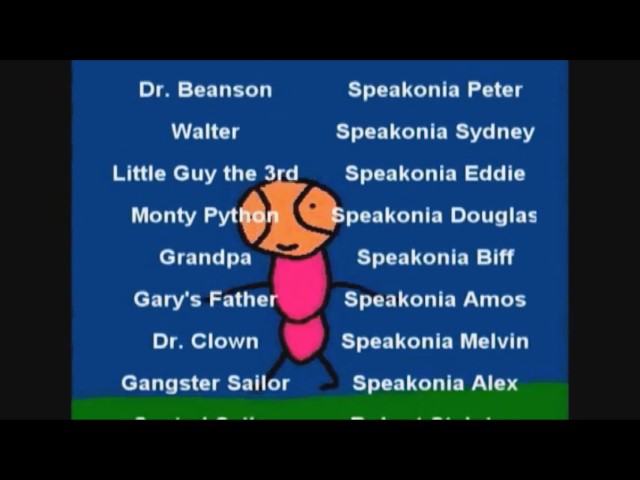 Dr. Beanson Speakonia Peter
Walter Speakonia Sydney
Little Guy the 3rd Speakonia Eddie
Monty Python Speakonia Douglas
Grandpa Speakonia Biff
Gary's Father Speakonia Amos
Dr. Clown Speakonia Melvin
Gangster Sailor Speakonia Alex